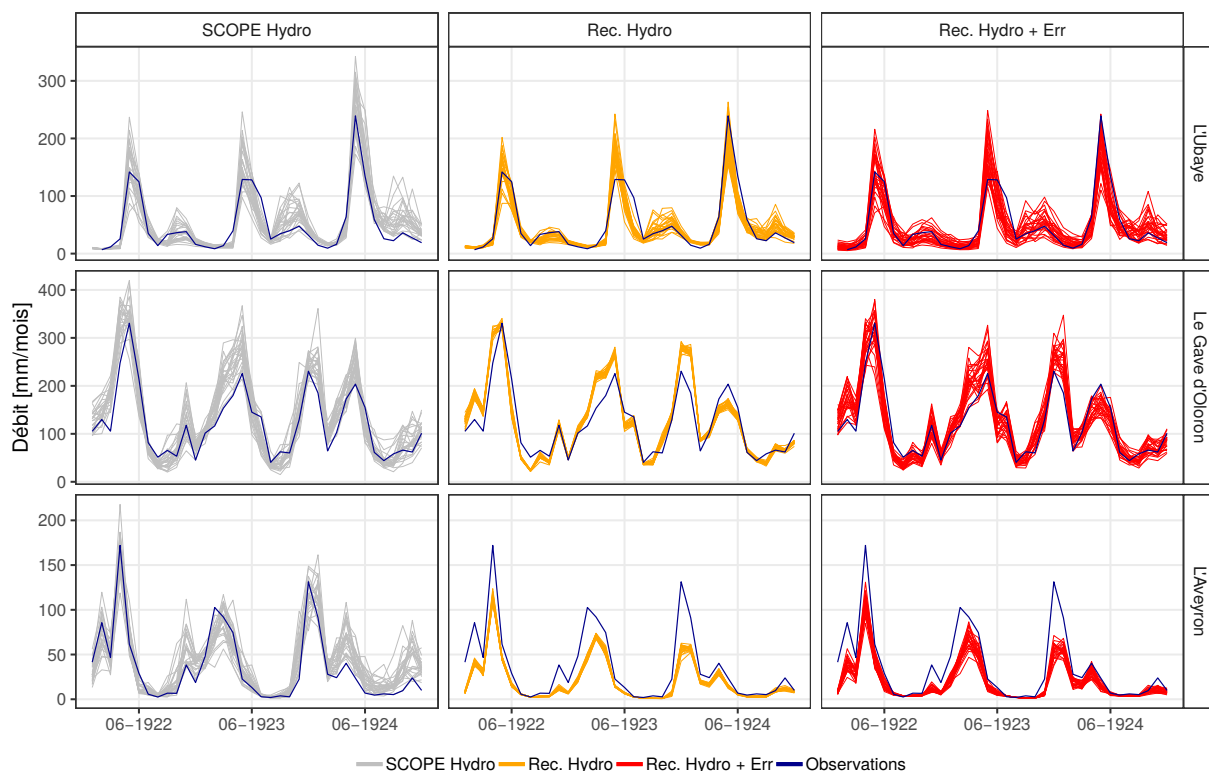 SCOPE Hydro Rec. Hydro Rec. Hydro + Err
Débit [mm/mois]
300
200
100
0
L'Ubaye
400
300
200
100
0
Le Gave d'Oloron
200
150
100
50
0
L'Aveyron
06−1922 06−1923 06−1924 06−1922 06−1923 06−1924 06−1922 06−1923 06−1924
SCOPE Hydro Rec. Hydro Rec. Hydro + Err Observations